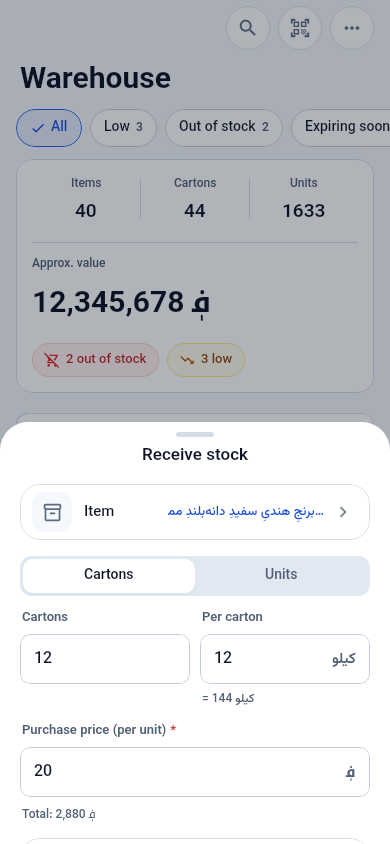 Warehouse
All
Low 3
Out of stock 2
Expiring soon
Items
Cartons
Units
40
44
1633
Approx. value
12,345,678 ؋
2 out of stock
3 low
Receive stock
Item
برنجِ هندیِ سفیدِ دانه‌بلندِ مم...
Cartons
Units
Cartons
Per carton
12
12 کیلو
= 144 کیلو
Purchase price (per unit) *
20 ؋
Total: 2,880 ؋